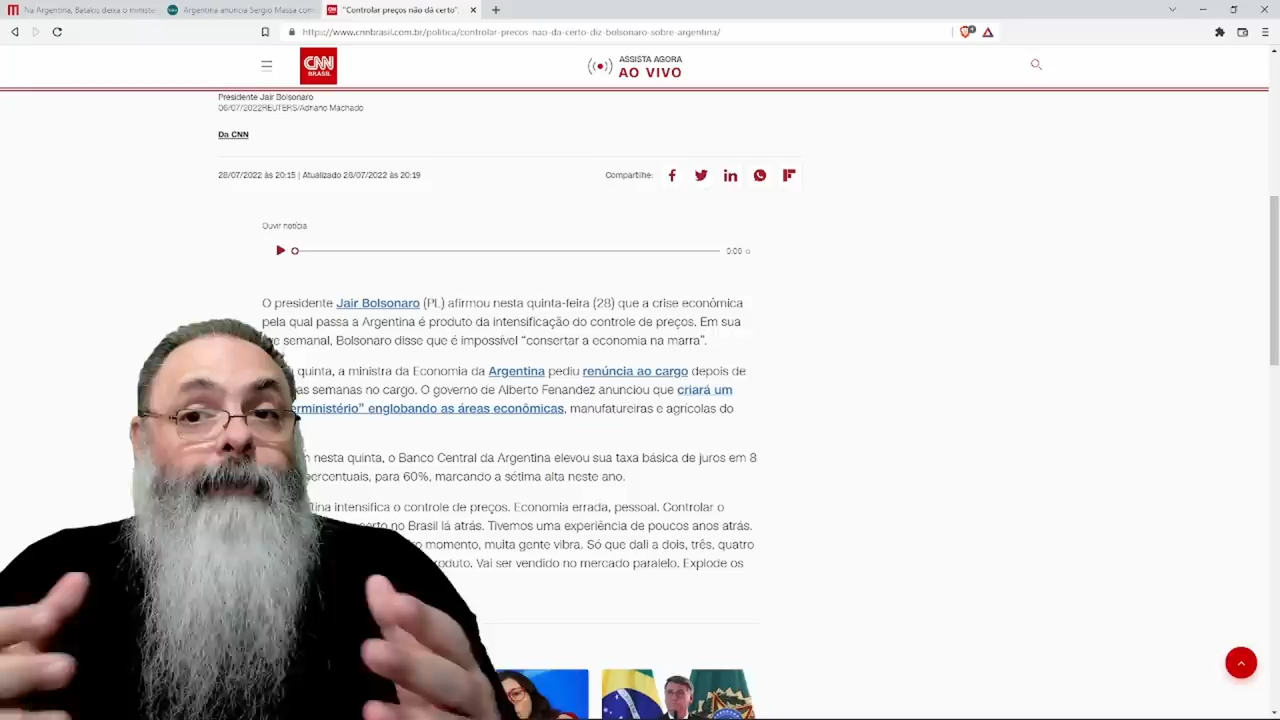 Na Argentina, Batakis deixa o ministe
Argentina anuncia Sergio Massa com
"Controlar preços não dá certo".
https://www.cnnbrasil.com.br/politica/controlar-precos-nao-da-certo-diz-bolsonaro-sobre-argentina/
CNN
BRASIL
ASSISTA AGORA
AO VIVO
Presidente Jair Bolsonaro
06/07/2022REUTERS/Adriano Machado
Da CNN
28/07/2022 às 20:15 | Atualizado 28/07/2022 às 20:19
Compartilhe:
Ouvir notícia
0:00
O presidente Jair Bolsonaro (PL) afirmou nesta quinta-feira (28) que a crise econômica
pela qual passa a Argentina é produto da intensificação do controle de preços. Em sua
semanal, Bolsonaro disse que é impossível “consertar a economia na marra”.
quinta, a ministra da Economia da Argentina pediu renúncia ao cargo depois de
as semanas no cargo. O governo de Alberto Fenandez anunciou que criará um
erministério” englobando as áreas econômicas, manufatureiras e agrícolas do
nesta quinta, o Banco Central da Argentina elevou sua taxa básica de juros em 8
percentuais, para 60%, marcando a sétima alta neste ano.
tina intensifica o controle de preços. Economia errada, pessoal. Controlar o
certo no Brasil lá atrás. Tivemos uma experiência de poucos anos atrás.
momento, muita gente vibra. Só que dali a dois, três, quatro
roduto. Vai ser vendido no mercado paralelo. Explode os